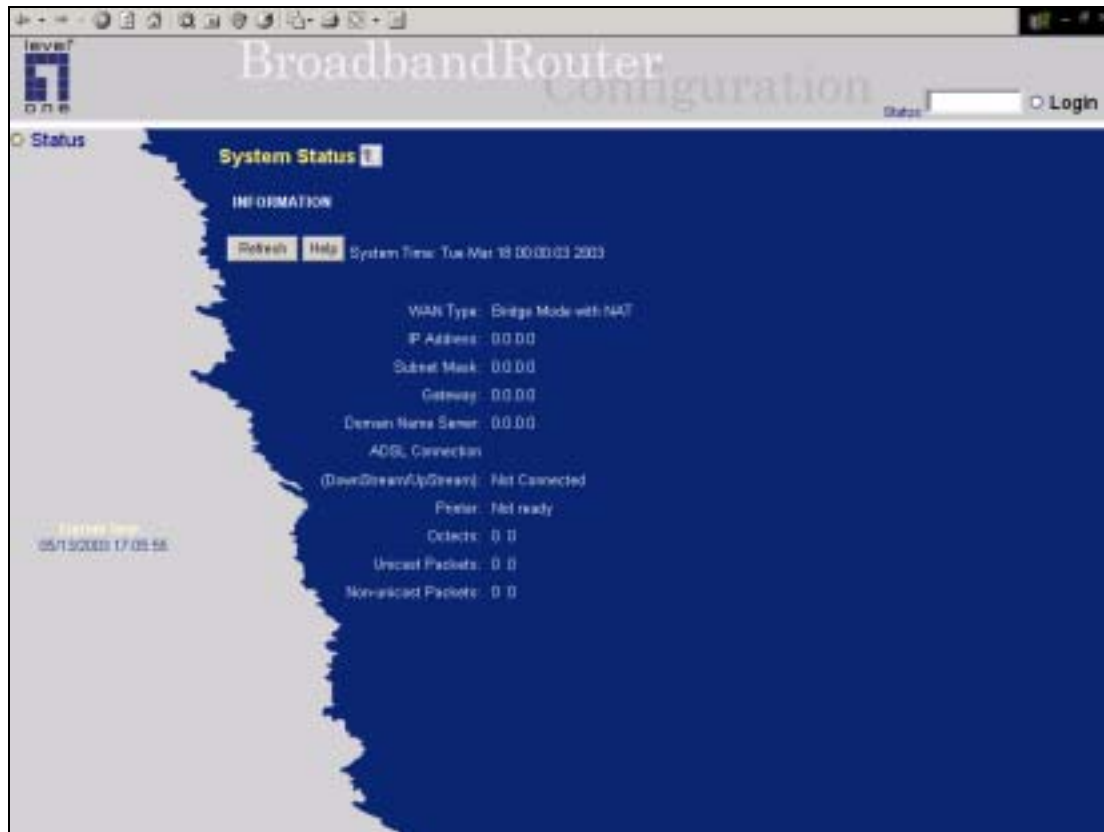 level
one
BroadbandRouter
Configuration
Status
Login
Status
System Status
INFORMATION
Refresh Help System Time: Tue Mar 18 00:00:03 2003
WAN Type: Bridge Mode with NAT
IP Address: 0.0.0.0
Subnet Mask: 0.0.0.0
Gateway: 0.0.0.0
Domain Name Server: 0.0.0.0
ADSL Connection
(DownStream/UpStream): Not Connected
Printer: Not ready
Octects: 0 0
Unicast Packets: 0 0
Non-unicast Packets: 0 0
05/13/2003 17:05:56